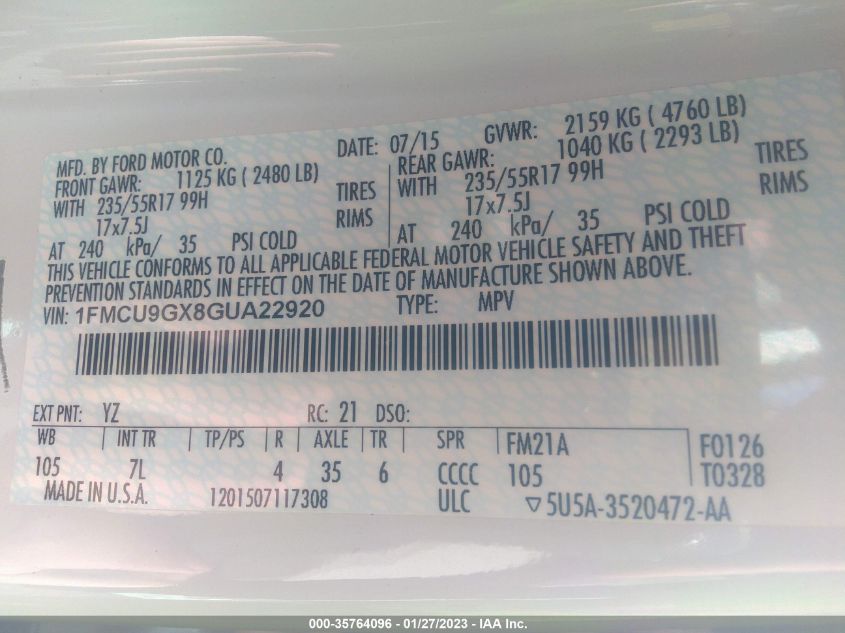 MFD. BY FORD MOTOR CO. DATE: 07/15 GVWR: 2159 KG ( 4760 LB)
FRONT GAWR: 1125 KG ( 2480 LB) REAR GAWR: 1040 KG ( 2293 LB)
WITH 235/55R17 99H TIRES WITH 235/55R17 99H TIRES
17x7.5J RIMS 17x7.5J RIMS
AT 240 kPa/ 35 PSI COLD AT 240 kPa/ 35 PSI COLD
THIS VEHICLE CONFORMS TO ALL APPLICABLE FEDERAL MOTOR VEHICLE SAFETY AND THEFT
PREVENTION STANDARDS IN EFFECT ON THE DATE OF MANUFACTURE SHOWN ABOVE.
VIN: 1FMCU9GX8GUA22920 TYPE: MPV
EXT PNT: YZ RC: 21 DSO:
WB INT TR TP/PS R AXLE TR SPR FM21A F0126
105 7L 4 35 6 CCCC 105 T0328
MADE IN U.S.A. 1201507117308 ULC ▽5U5A-3520472-AA
000-35764096 - 01/27/2023 - IAA Inc.